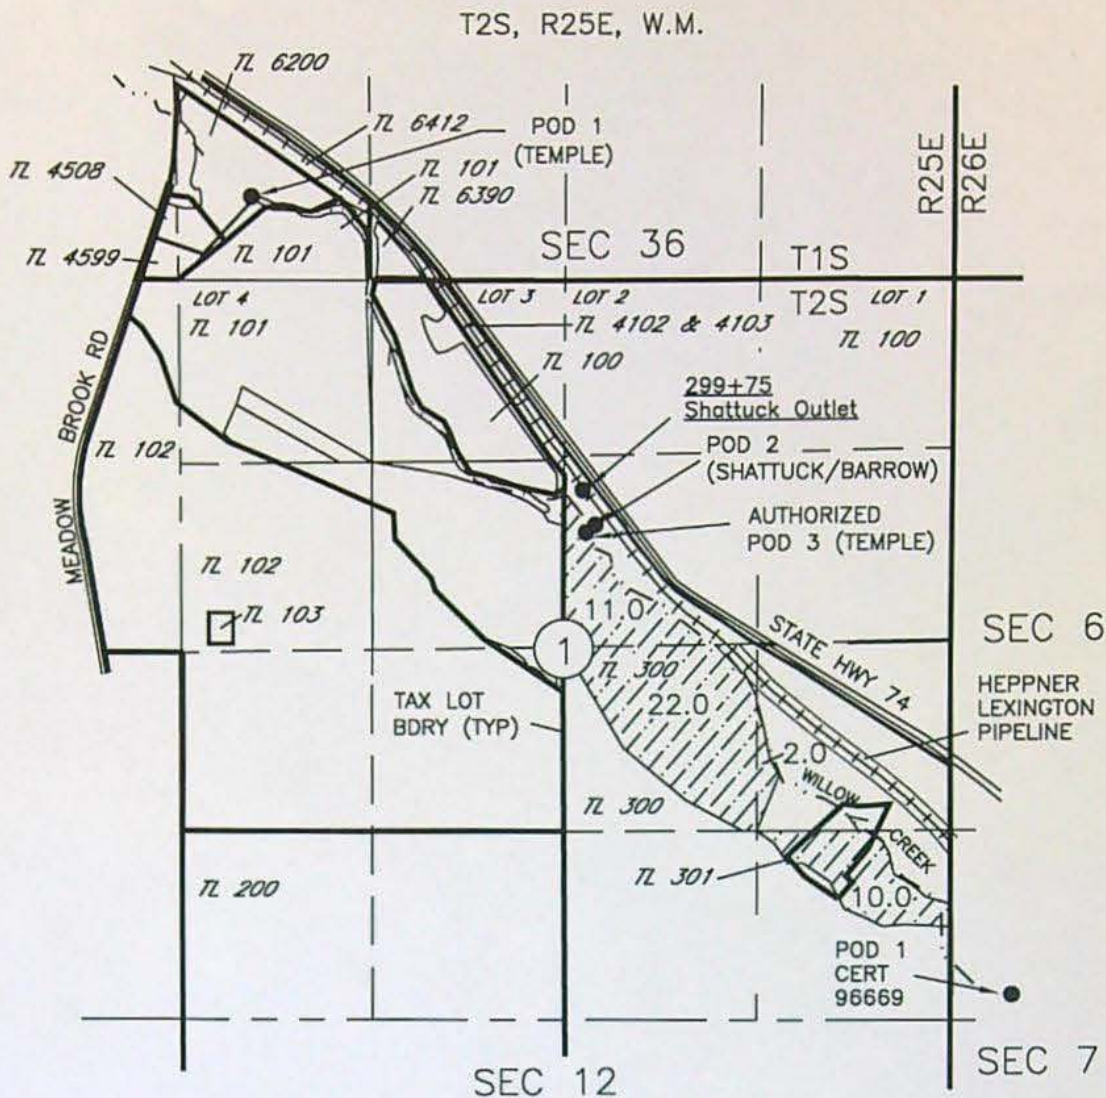 T2S, R25E, W.M.
TL 6200
TL 6412
POD 1
(TEMPLE)
TL 4508
TL 101
TL 6390
R25E
R26E
TL 4599
TL 101
SEC 36
T1S
LOT 4
LOT 3
LOT 2
T2S
LOT 1
TL 101
TL 4102 & 4103
TL 100
TL 100
MEADOW BROOK RD
299+75
Shattuck Outlet
TL 102
POD 2
(SHATTUCK/BARROW)
AUTHORIZED
POD 3 (TEMPLE)
TL 102
TL 103
11.0
1
STATE HWY 74
SEC 6
TL 300
TAX LOT
BDRY (TYP)
22.0
HEPPNER
LEXINGTON
PIPELINE
2.0
WILLOW CREEK
TL 300
TL 200
TL 301
10.0
POD 1
CERT
96669
SEC 12
SEC 7